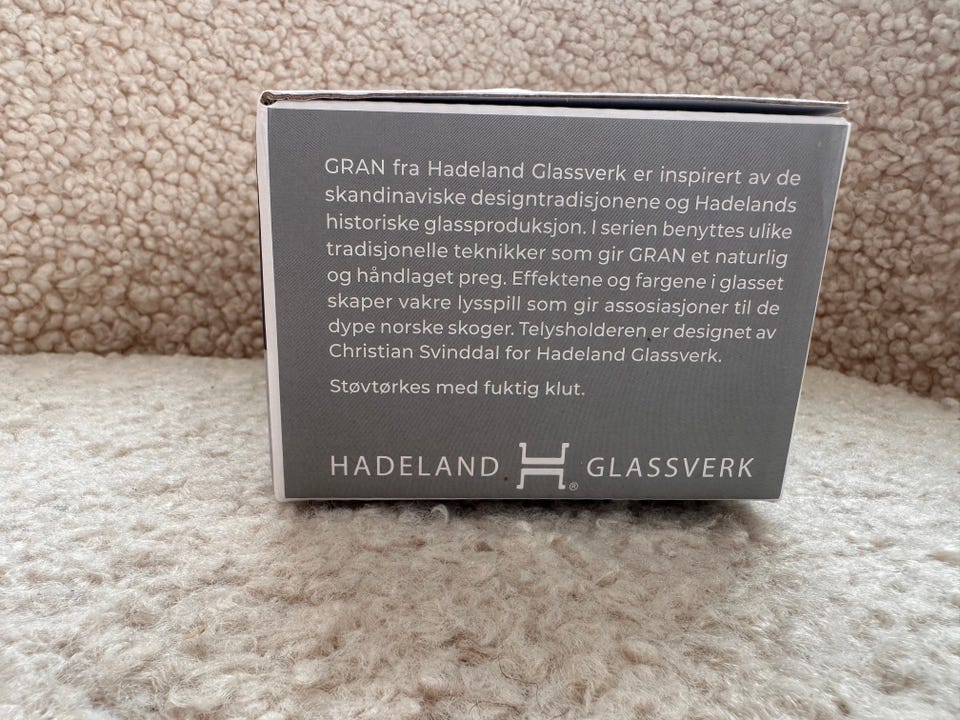 GRAN fra Hadeland Glassverk er inspirert av de
skandinaviske designtradisjonene og Hadelands
historiske glassproduksjon. I serien benyttes ulike
tradisjonelle teknikker som gir GRAN et naturlig
og håndlaget preg. Effektene og fargene i glasset
skaper vakre lysspill som gir assosiasjoner til de
dype norske skoger. Telysholderen er designet av
Christian Svinddal for Hadeland Glassverk.
Støvtørkes med fuktig klut.
HADELAND H® GLASSVERK